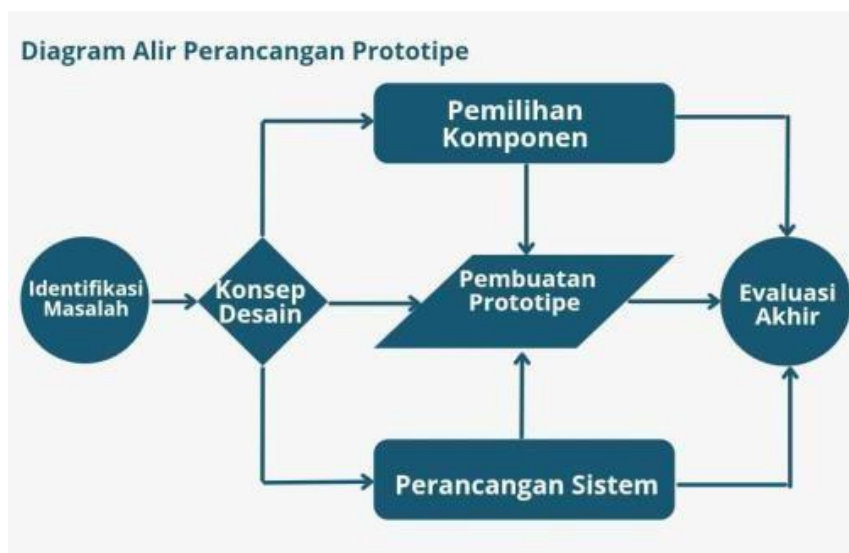 Diagram Alir Perancangan Prototipe
Pemilihan
Komponen
Identifikasi
Masalah
Konsep
Desain
Pembuatan
Prototipe
Evaluasi
Akhir
Perancangan Sistem